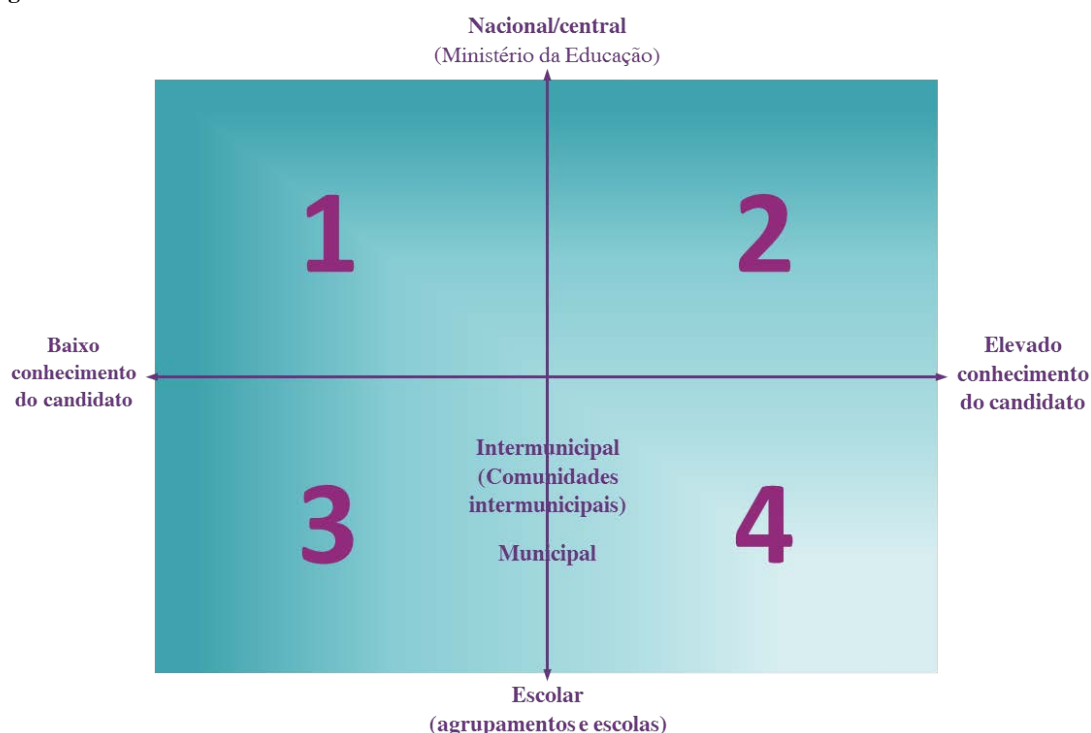 g
Nacional/central
(Ministério da Educação)
1
2
Baixo
conhecimento
do candidato
Elevado
conhecimento
do candidato
Intermunicipal
(Comunidades
intermunicipais)
Municipal
3
4
Escolar
(agrupamentos e escolas)